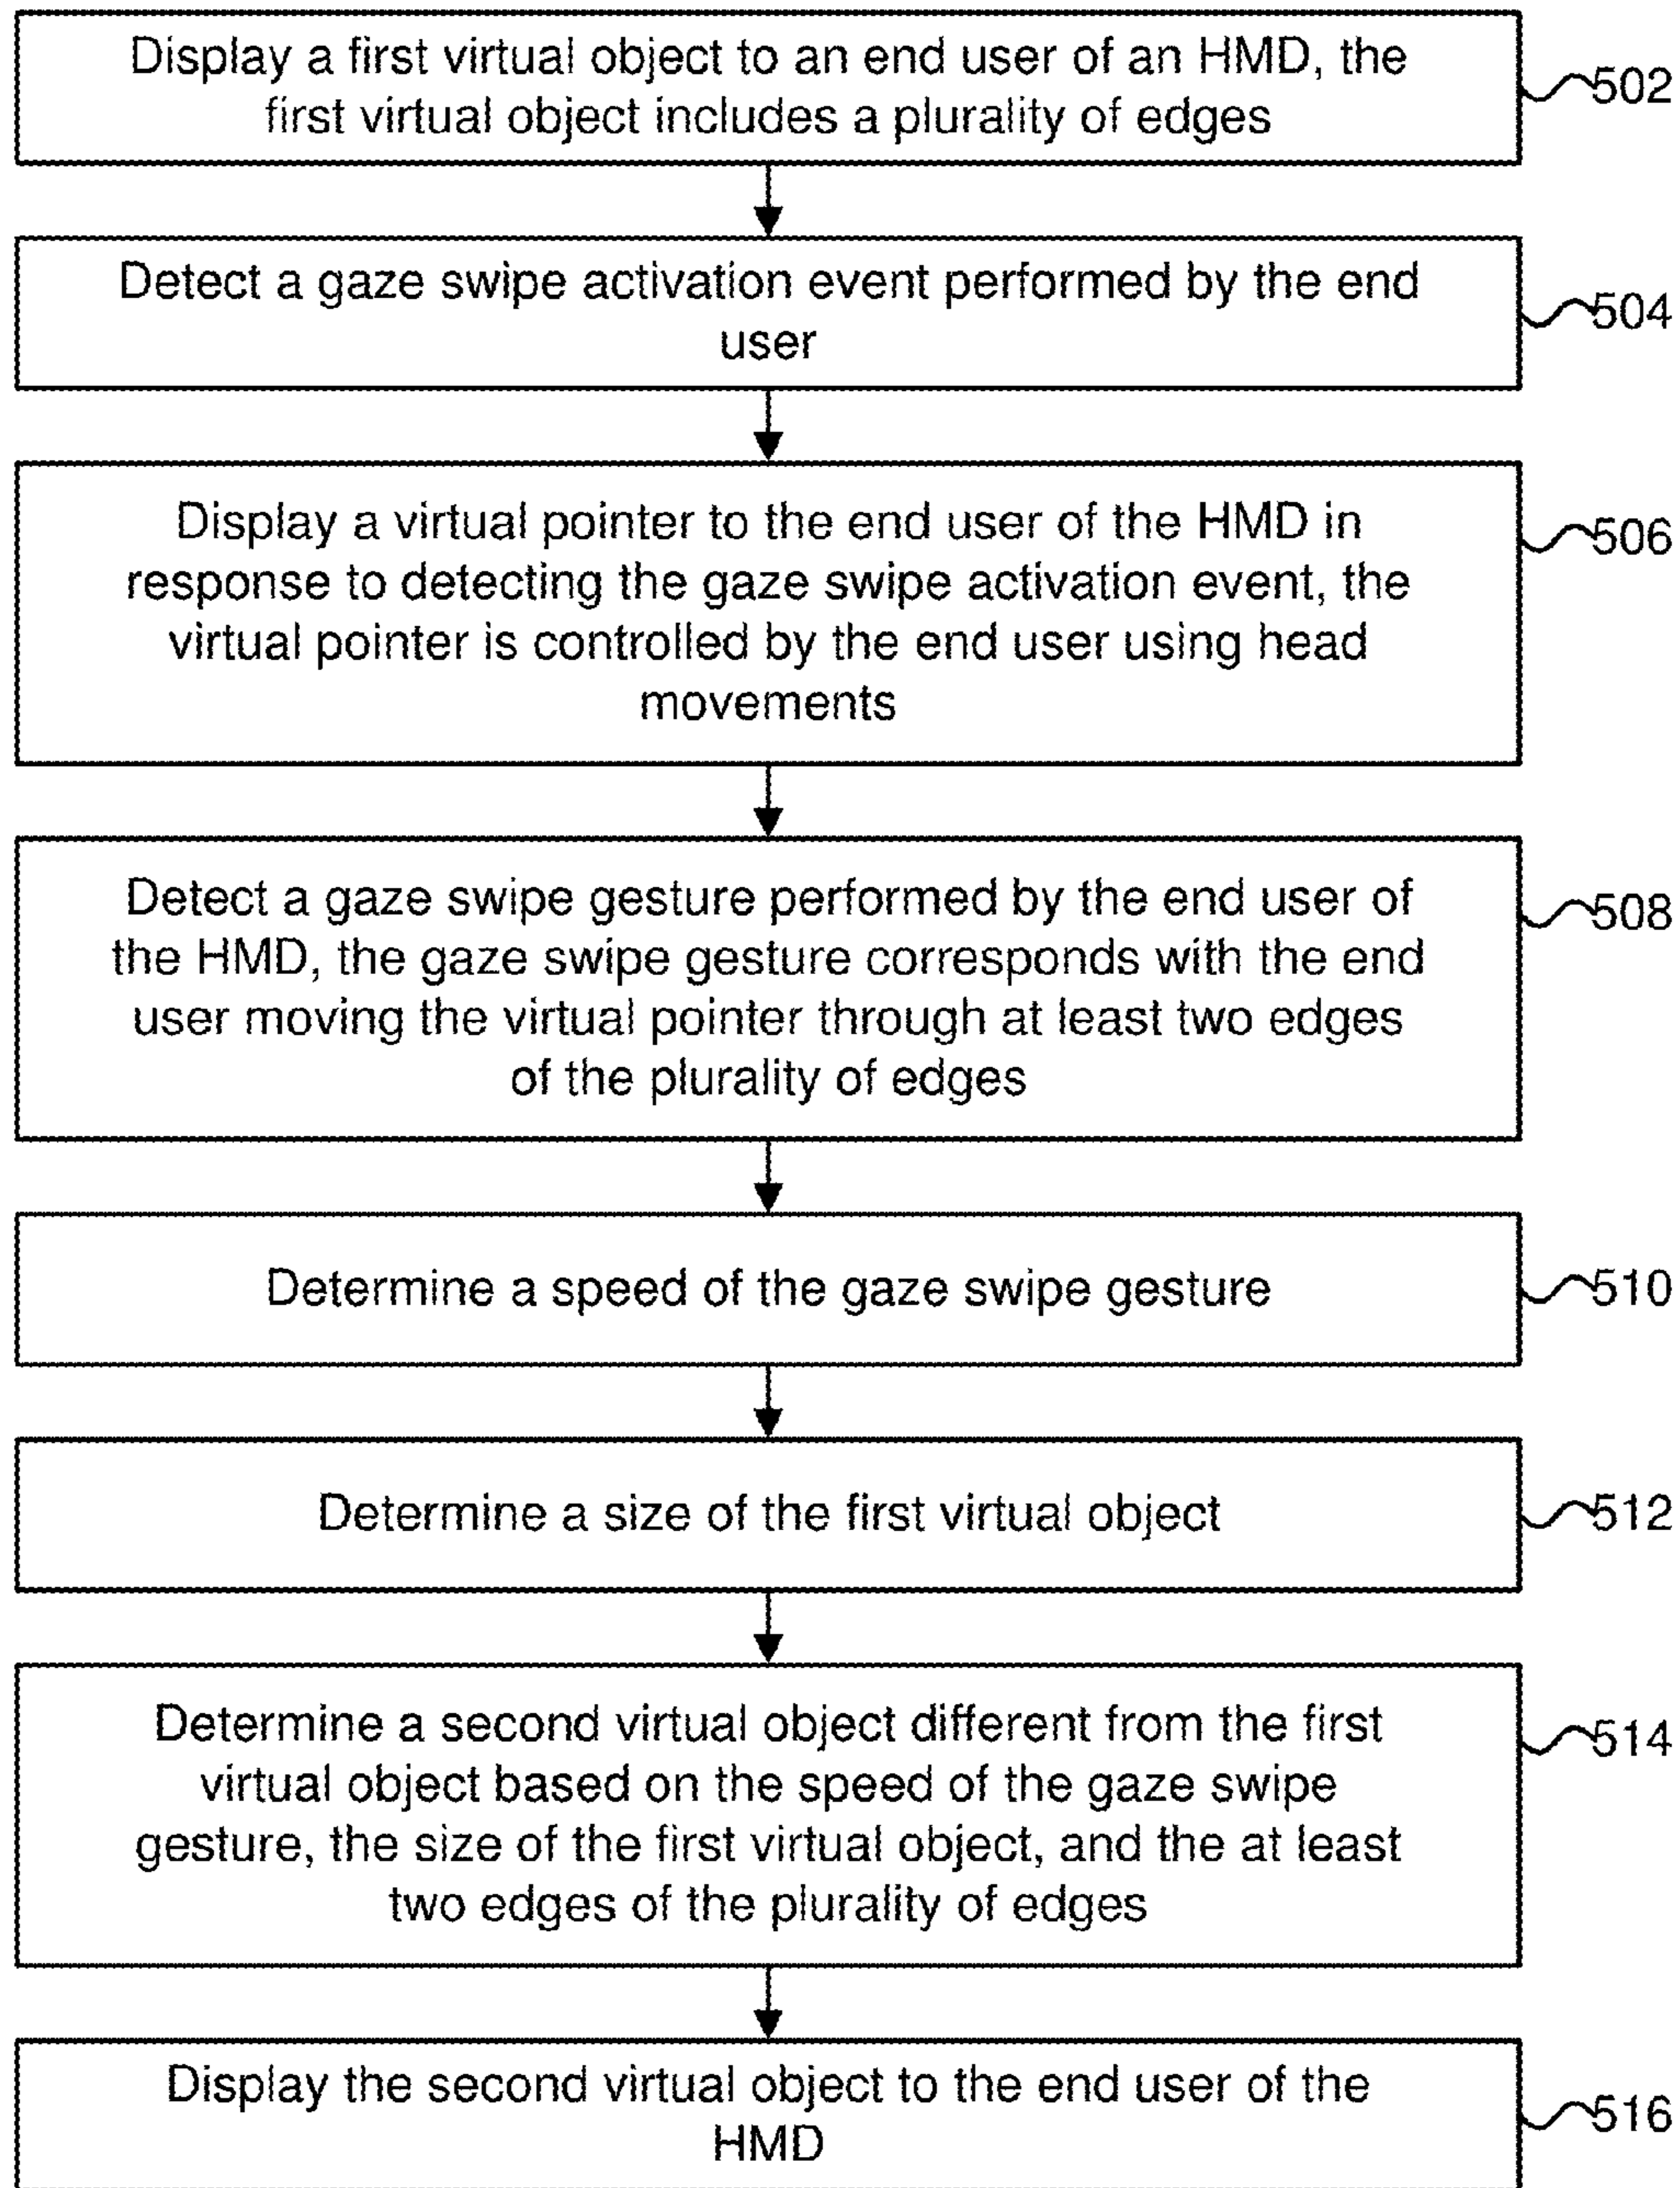 Display a first virtual object to an end user of an HMD, the
first virtual object includes a plurality of edges
502
Detect a gaze swipe activation event performed by the end
user
504
Display a virtual pointer to the end user of the HMD in
response to detecting the gaze swipe activation event, the
virtual pointer is controlled by the end user using head
movements
506
Detect a gaze swipe gesture performed by the end user of
the HMD, the gaze swipe gesture corresponds with the end
user moving the virtual pointer through at least two edges
of the plurality of edges
508
Determine a speed of the gaze swipe gesture
510
Determine a size of the first virtual object
512
Determine a second virtual object different from the first
virtual object based on the speed of the gaze swipe
gesture, the size of the first virtual object, and the at least
two edges of the plurality of edges
514
Display the second virtual object to the end user of the
HMD
516